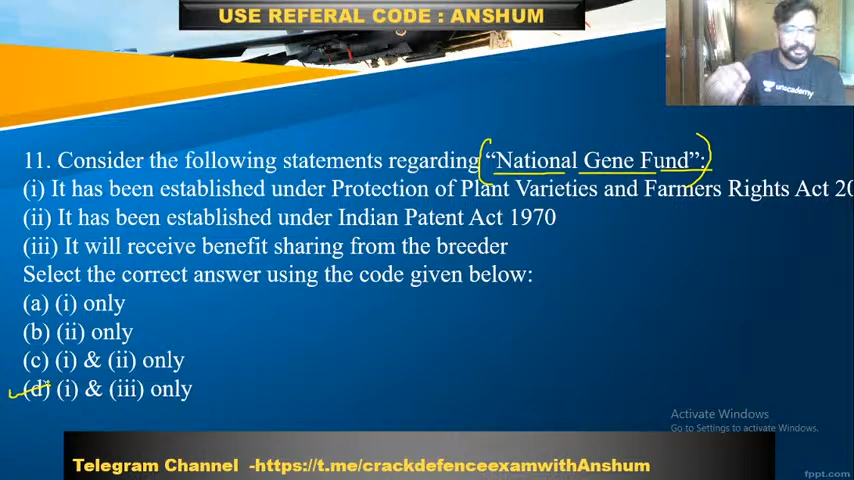 USE REFERAL CODE : ANSHUM
unacademy
11. Consider the following statements regarding “National Gene Fund”:
(i) It has been established under Protection of Plant Varieties and Farmers Rights Act 20
(ii) It has been established under Indian Patent Act 1970
(iii) It will receive benefit sharing from the breeder
Select the correct answer using the code given below:
(a) (i) only
(b) (ii) only
(c) (i) & (ii) only
(d) (i) & (iii) only
Activate Windows
Go to Settings to activate Windows.
Telegram Channel -https://t.me/crackdefenceexamwithAnshum
fppt.com